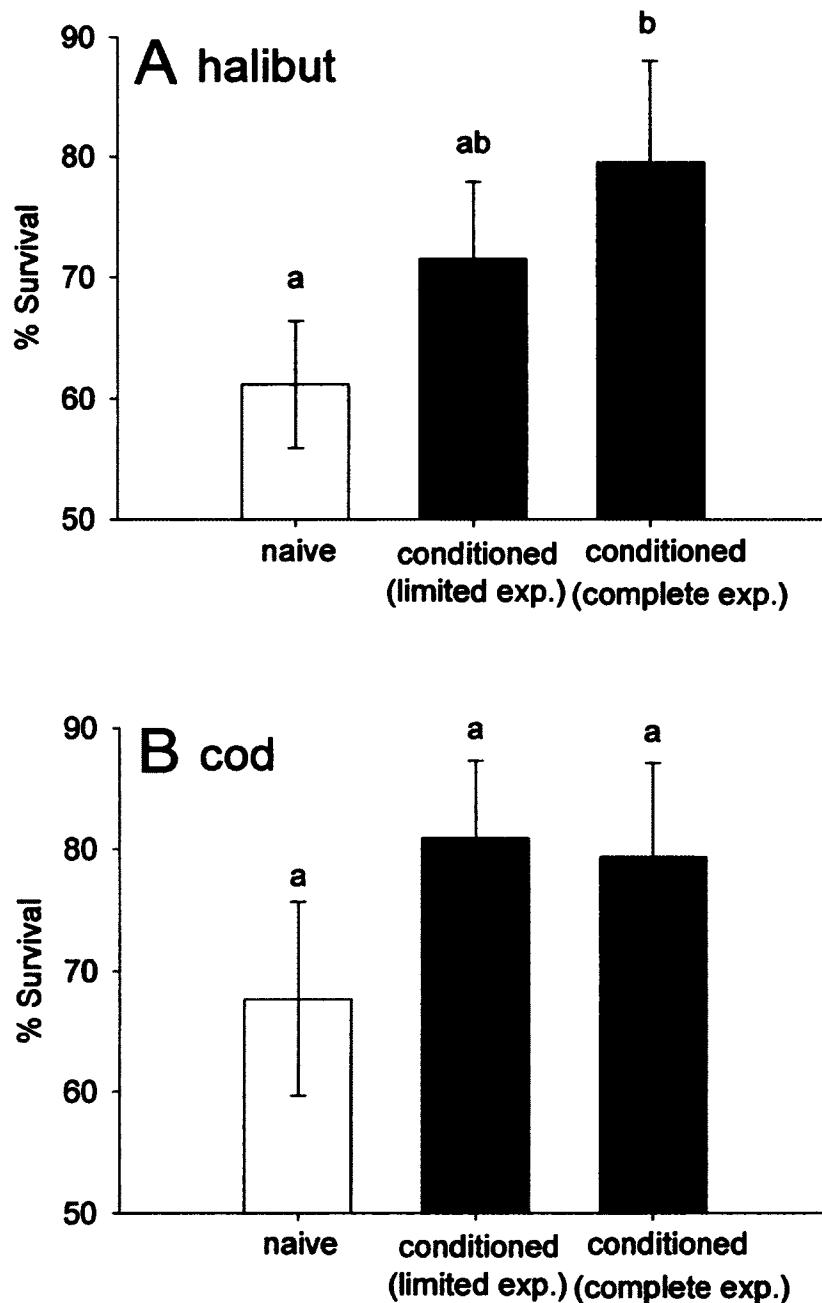 A halibut
b
ab
a
90
80
70
60
50
% Survival
naive
conditioned
(limited exp.)
conditioned
(complete exp.)
B cod
a
a
a
90
80
70
60
50
% Survival
naive
conditioned
(limited exp.)
conditioned
(complete exp.)